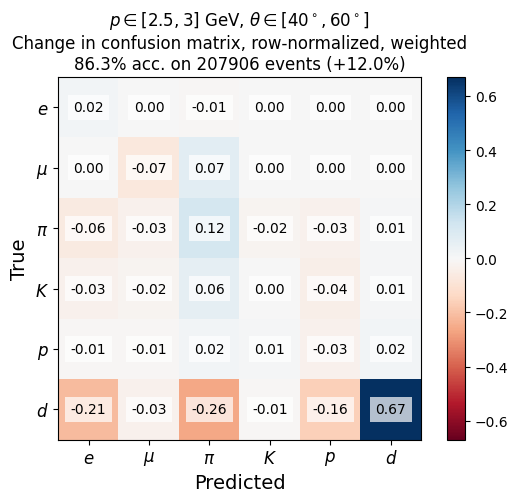 p ∈ [2.5, 3] GeV, θ ∈ [40°, 60°]
Change in confusion matrix, row-normalized, weighted
86.3% acc. on 207906 events (+12.0%)
True
e 0.02 0.00 -0.01 0.00 0.00 0.00
μ 0.00 -0.07 0.07 0.00 0.00 0.00
π -0.06 -0.03 0.12 -0.02 -0.03 0.01
K -0.03 -0.02 0.06 0.00 -0.04 0.01
p -0.01 -0.01 0.02 0.01 -0.03 0.02
d -0.21 -0.03 -0.26 -0.01 -0.16 0.67
e μ π K p d
Predicted
0.6
0.4
0.2
0.0
−0.2
−0.4
−0.6